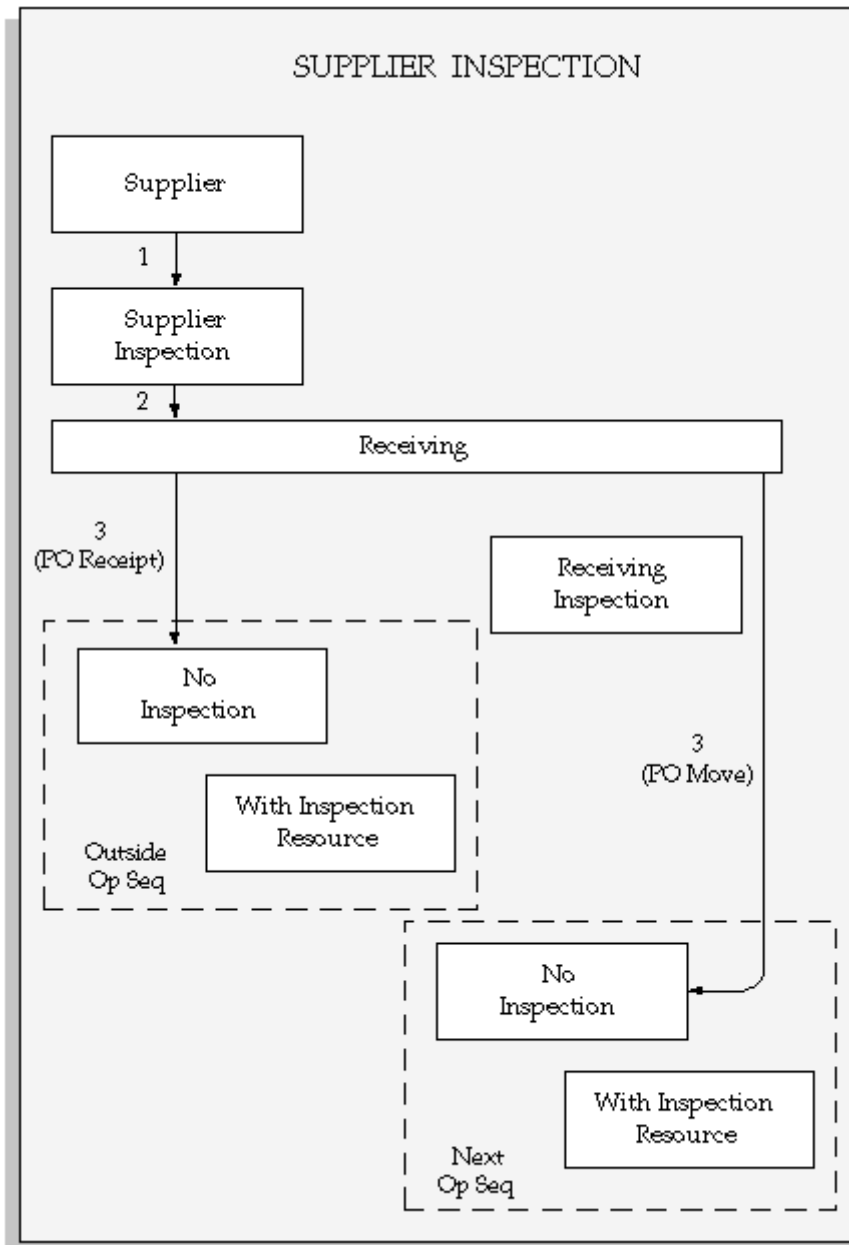 SUPPLIER INSPECTION
Supplier
1
Supplier
Inspection
2
Receiving
3
(PO Receipt)
Receiving
Inspection
No
Inspection
3
(PO Move)
With Inspection
Resource
Outside
Op Seq
No
Inspection
With Inspection
Resource
Next
Op Seq